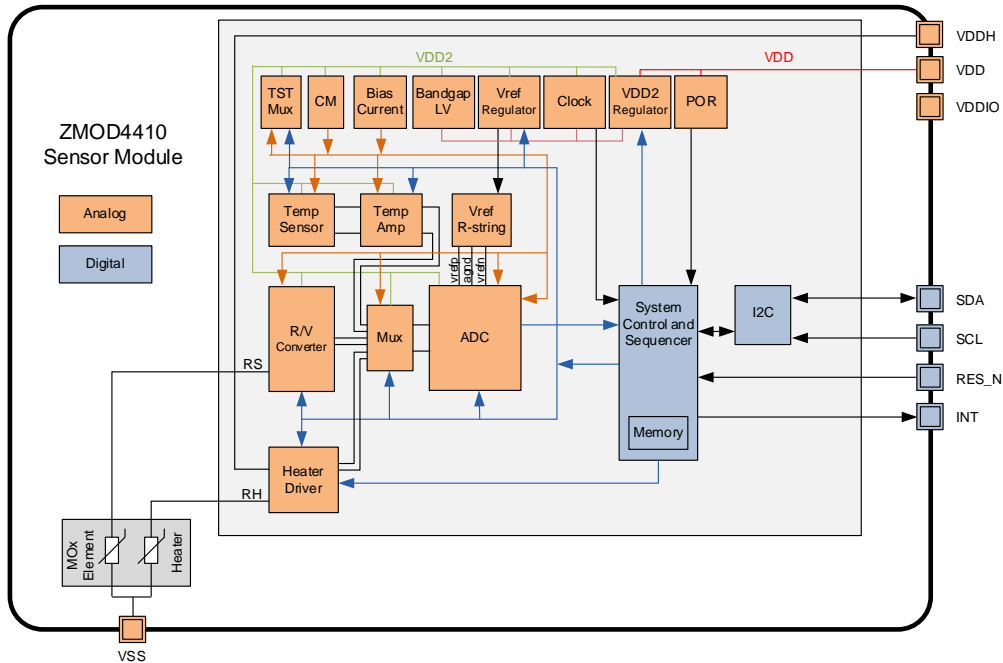 VDD2
VDD
VDDH
VDD
VDDIO
TST
Mux
CM
Bias
Current
Bandgap
LV
Vref
Regulator
Clock
VDD2
Regulator
POR
ZMOD4410
Sensor Module
Analog
Digital
Temp
Sensor
Temp
Amp
Vref
R-string
vrefp
agnd
vrefn
R/V
Converter
Mux
ADC
System
Control and
Sequencer
Memory
I2C
SDA
SCL
RES_N
INT
RS
RH
Heater
Driver
MOx
Element
Heater
VSS